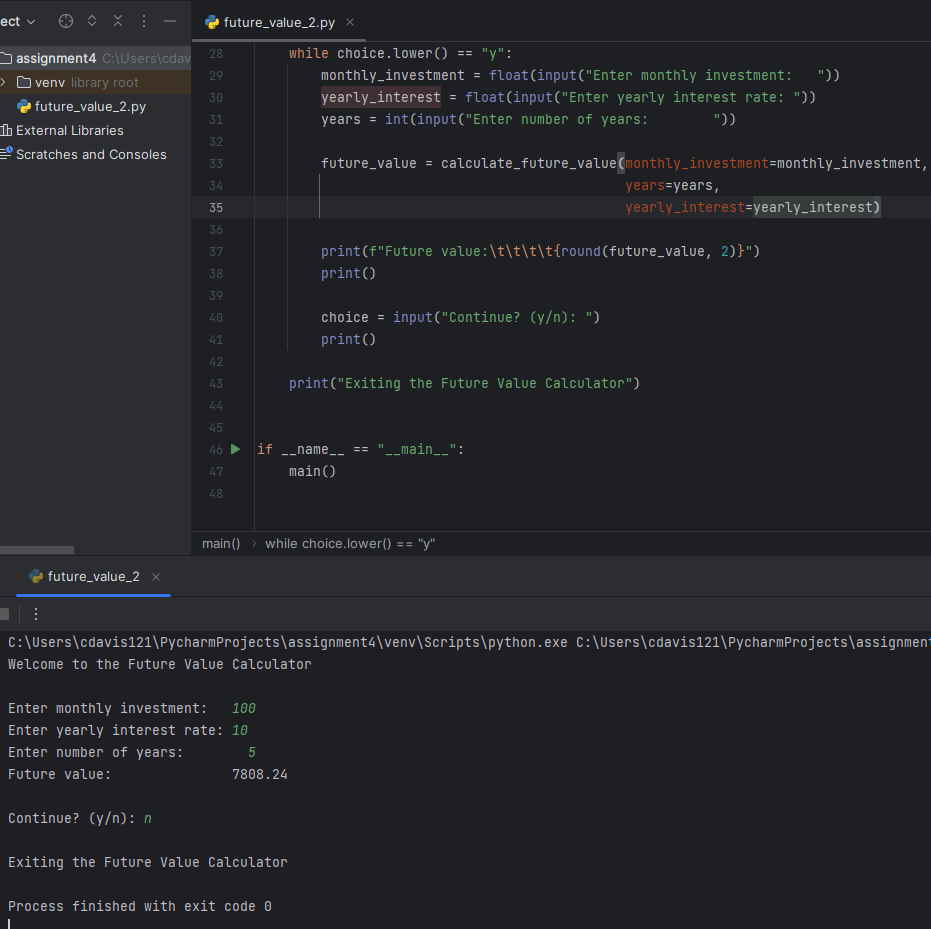 ect
future_value_2.py
assignment4 C:\Users\cdav
venv library root
future_value_2.py
External Libraries
Scratches and Consoles
28 while choice.lower() == "y":
29 monthly_investment = float(input("Enter monthly investment:   "))
30 yearly_interest = float(input("Enter yearly interest rate: "))
31 years = int(input("Enter number of years:        "))
32
33 future_value = calculate_future_value(monthly_investment=monthly_investment,
34 years=years,
35 yearly_interest=yearly_interest)
36
37 print(f"Future value:\t\t\t\t{round(future_value, 2)}")
38 print()
39
40 choice = input("Continue? (y/n): ")
41 print()
42
43 print("Exiting the Future Value Calculator")
44
45
46 if __name__ == "__main__":
47 main()
48
main() › while choice.lower() == "y"
future_value_2
C:\Users\cdavis121\PycharmProjects\assignment4\venv\Scripts\python.exe C:\Users\cdavis121\PycharmProjects\assignment
Welcome to the Future Value Calculator
Enter monthly investment:   100
Enter yearly interest rate: 10
Enter number of years:        5
Future value:               7808.24
Continue? (y/n): n
Exiting the Future Value Calculator
Process finished with exit code 0